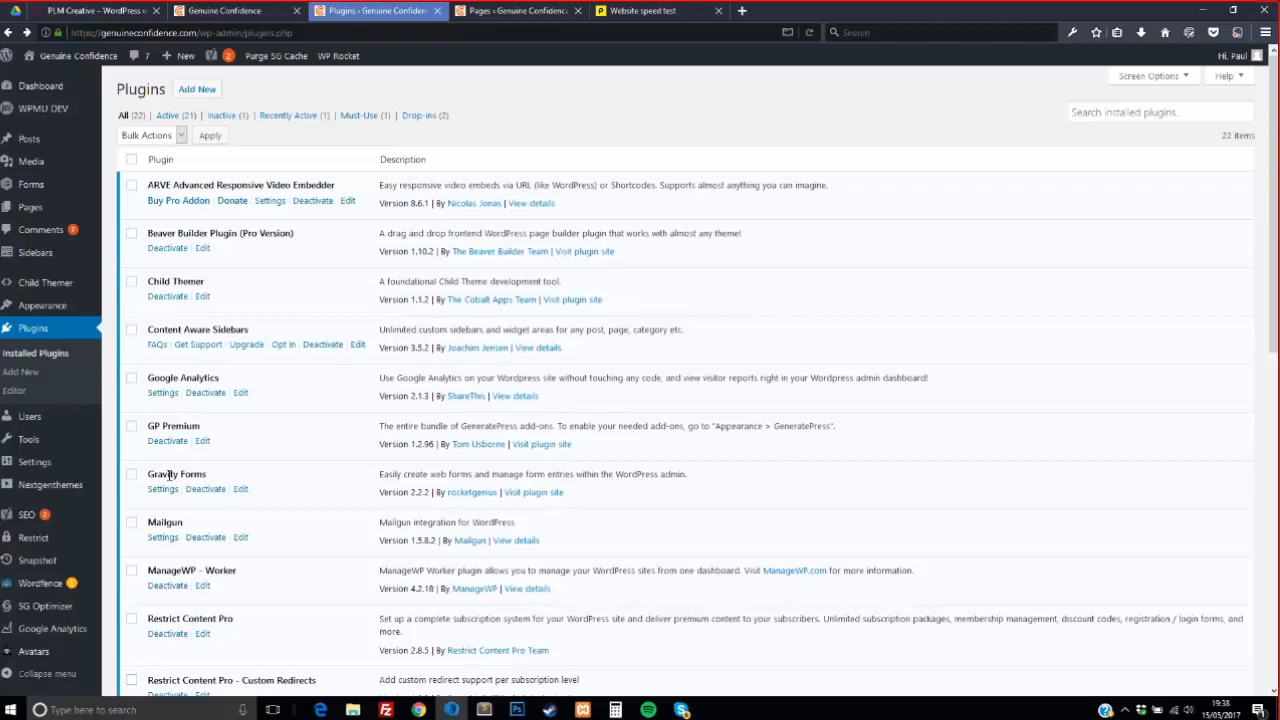 PLM Creative – WordPress v
Genuine Confidence
Plugins ‹ Genuine Confiden
Pages ‹ Genuine Confidenc
Website speed test
https://genuineconfidence.com/wp-admin/plugins.php
Search
Genuine Confidence 7 + New 2 Purge SG Cache WP Rocket
Hi, Paul
Dashboard
WPMU DEV
Posts
Media
Forms
Pages
Comments
Sidebars
Child Themer
Appearance
Plugins
Installed Plugins
Add New
Editor
Users
Tools
Settings
Nextgenthemes
SEO 2
Restrict
Snapshot
Wordfence
SG Optimizer
Google Analytics
Avatars
Collapse menu
Plugins Add New
Screen Options Help
All (22) | Active (21) | Inactive (1) | Recently Active (1) | Must-Use (1) | Drop-ins (2)
Search installed plugins...
Bulk Actions Apply
22 items
Plugin Description
ARVE Advanced Responsive Video Embedder
Buy Pro Addon | Donate | Settings | Deactivate | Edit
Easy responsive video embeds via URL (like WordPress) or Shortcodes. Supports almost anything you can imagine.
Version 8.6.1 | By Nicolas Jonas | View details
Beaver Builder Plugin (Pro Version)
Deactivate | Edit
A drag and drop frontend WordPress page builder plugin that works with almost any theme!
Version 1.10.2 | By The Beaver Builder Team | Visit plugin site
Child Themer
Deactivate | Edit
A foundational Child Theme development tool.
Version 1.1.2 | By The Cobalt Apps Team | Visit plugin site
Content Aware Sidebars
FAQs | Get Support | Upgrade | Opt In | Deactivate | Edit
Unlimited custom sidebars and widget areas for any post, page, category etc.
Version 3.5.2 | By Joachim Jensen | View details
Google Analytics
Settings | Deactivate | Edit
Use Google Analytics on your Wordpress site without touching any code, and view visitor reports right in your Wordpress admin dashboard!
Version 2.1.3 | By ShareThis | View details
GP Premium
Deactivate | Edit
The entire bundle of GeneratePress add-ons. To enable your needed add-ons, go to "Appearance > GeneratePress".
Version 1.2.96 | By Tom Usborne | Visit plugin site
Gravity Forms
Settings | Deactivate | Edit
Easily create web forms and manage form entries within the WordPress admin.
Version 2.2.2 | By rocketgenius | Visit plugin site
Mailgun
Settings | Deactivate | Edit
Mailgun integration for WordPress
Version 1.5.8.2 | By Mailgun | View details
ManageWP - Worker
Deactivate | Edit
ManageWP Worker plugin allows you to manage your WordPress sites from one dashboard. Visit ManageWP.com for more information.
Version 4.2.18 | By ManageWP | View details
Restrict Content Pro
Deactivate | Edit
Set up a complete subscription system for your WordPress site and deliver premium content to your subscribers. Unlimited subscription packages, membership management, discount codes, registration / login forms, and
more.
Version 2.8.5 | By Restrict Content Pro Team
Restrict Content Pro - Custom Redirects
Deactivate | Edit
Add custom redirect support per subscription level
Type here to search
19:38
15/05/2017